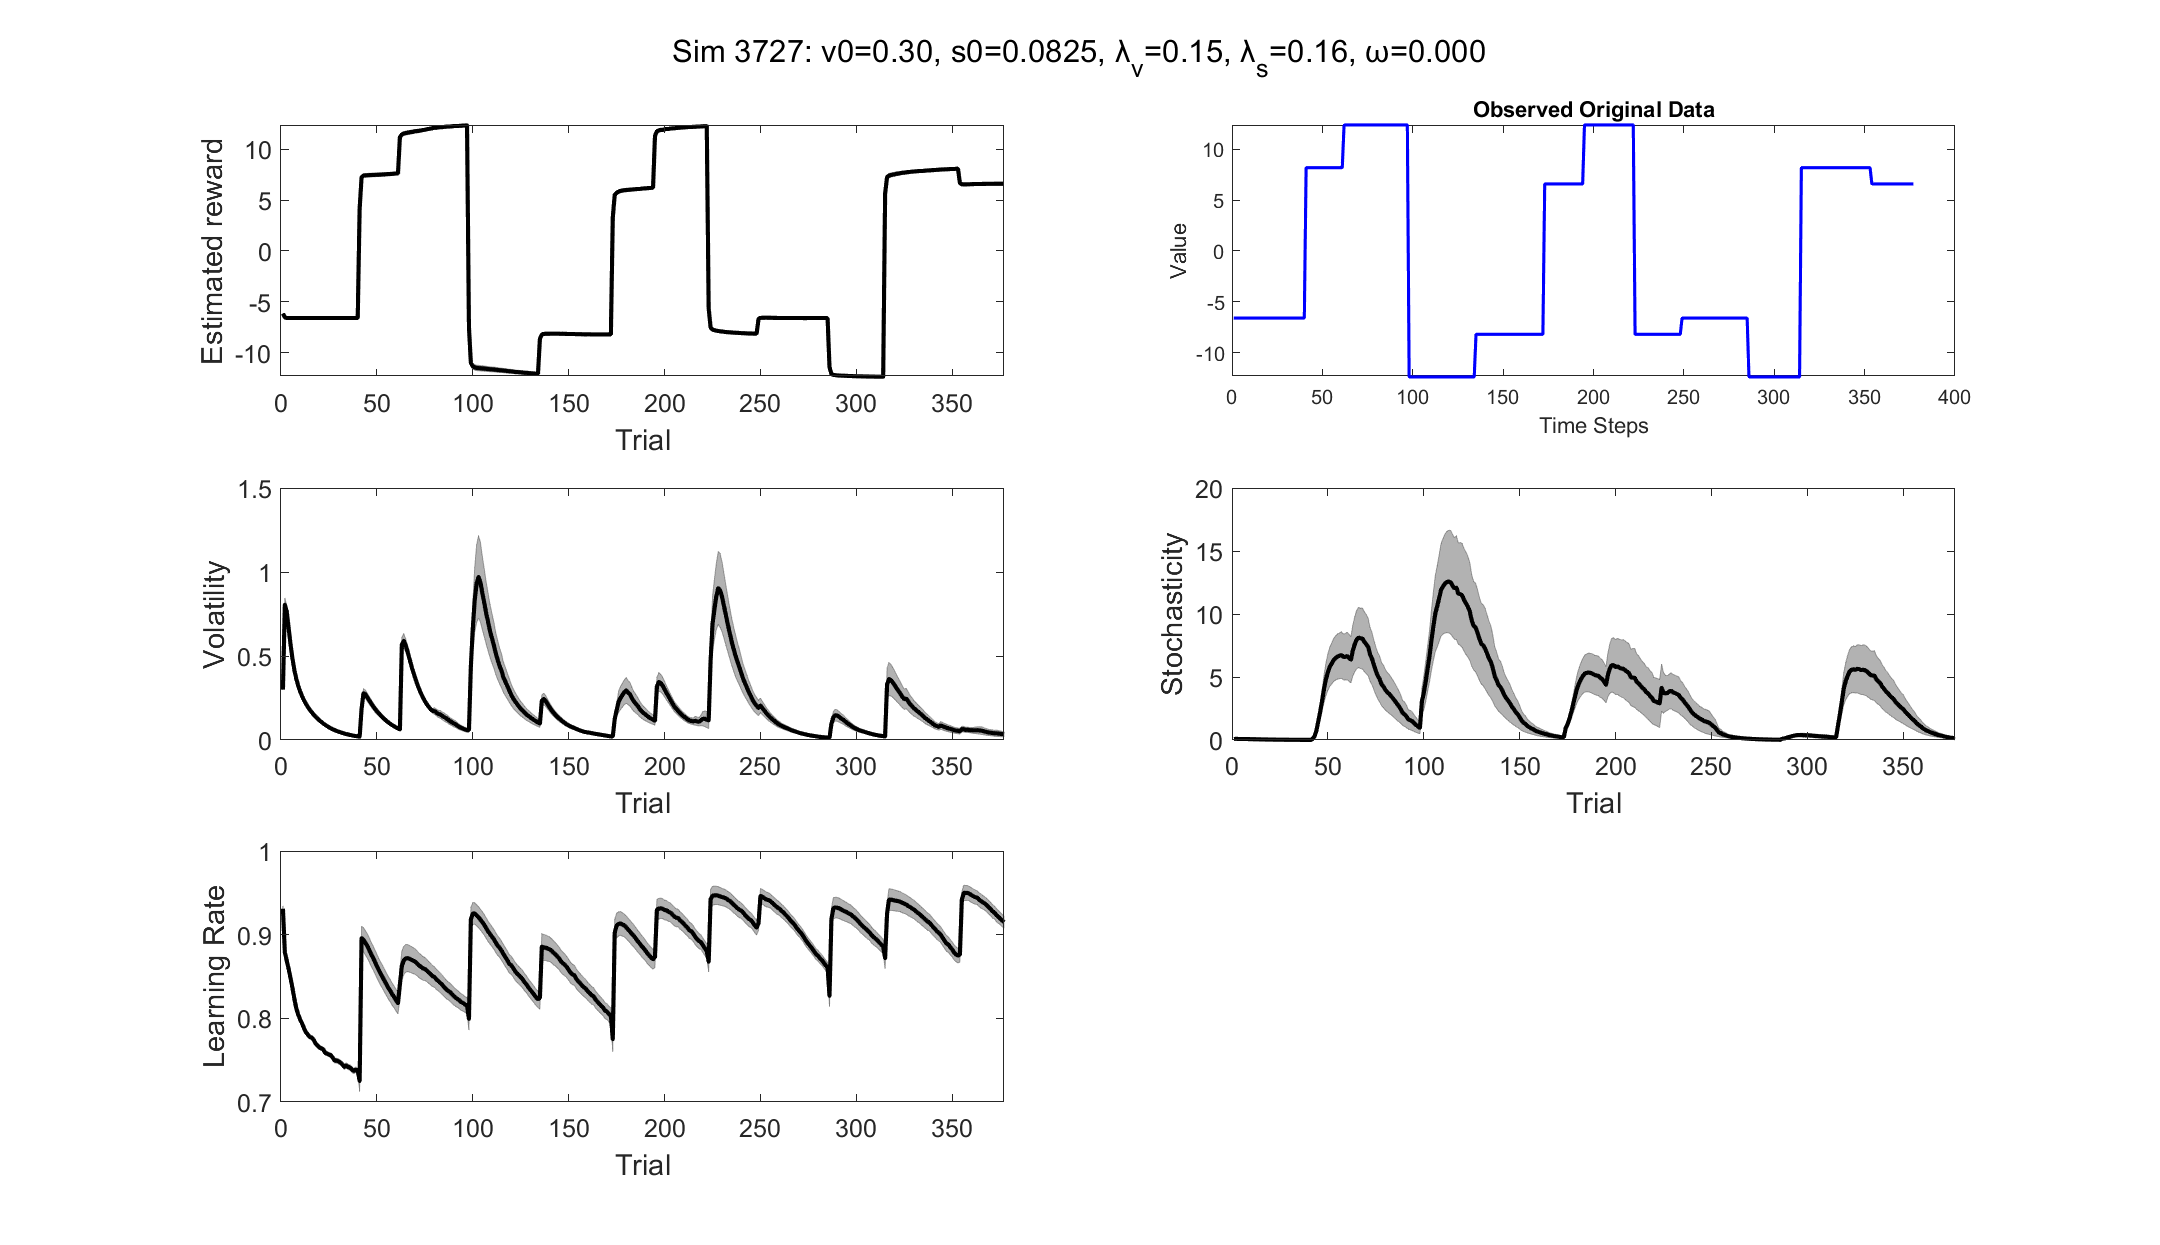 Sim 3727: v0=0.30, s0=0.0825, λv=0.15, λs=0.16, ω=0.000
Estimated reward
10
5
0
-5
-10
0 50 100 150 200 250 300 350
Trial
Observed Original Data
Value
10
5
0
-5
-10
0 50 100 150 200 250 300 350 400
Time Steps
Volatility
1.5
1
0.5
0
0 50 100 150 200 250 300 350
Trial
Stochasticity
20
15
10
5
0
0 50 100 150 200 250 300 350
Trial
Learning Rate
1
0.9
0.8
0.7
0 50 100 150 200 250 300 350
Trial